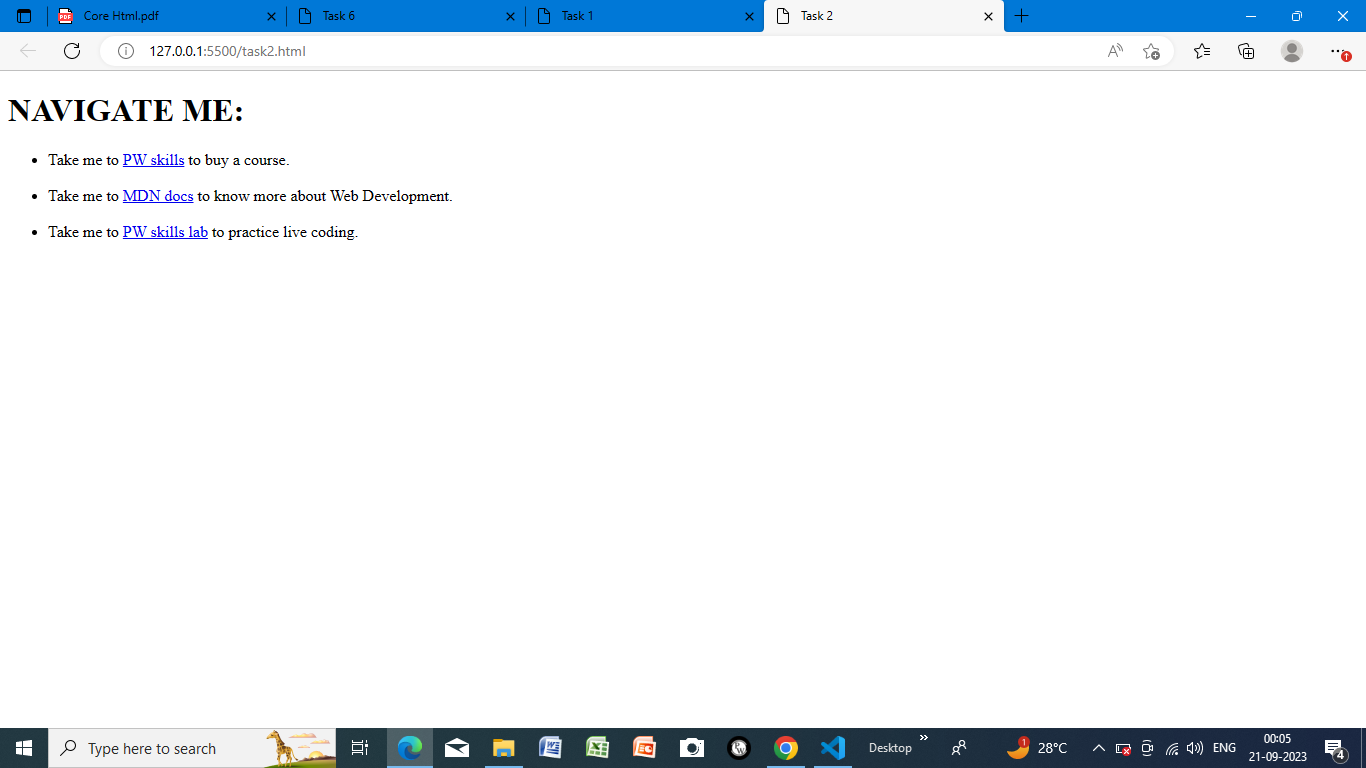 Core Html.pdf
Task 6
Task 1
Task 2
127.0.0.1:5500/task2.html
NAVIGATE ME:
Take me to PW skills to buy a course.
Take me to MDN docs to know more about Web Development.
Take me to PW skills lab to practice live coding.
Type here to search
Desktop
1
28°C
ENG
00:05
21-09-2023
4